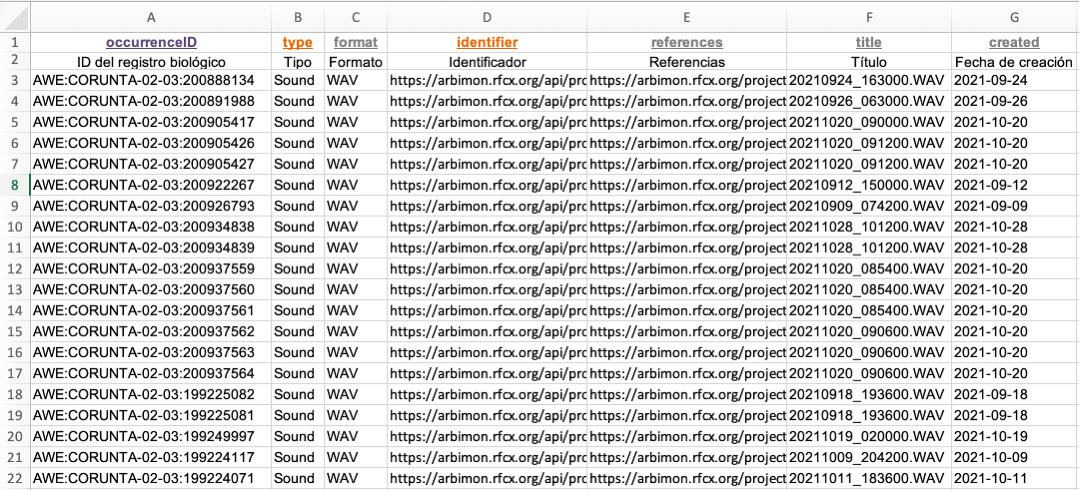 A B C D E F G
1 occurrenceID type format identifier references title created
2 ID del registro biológico Tipo Formato Identificador Referencias Título Fecha de creación
3 AWE:CORUNTA-02-03:200888134 Sound WAV https://arbimon.rfcx.org/api/prc https://arbimon.rfcx.org/project 20210924_163000.WAV 2021-09-24
4 AWE:CORUNTA-02-03:200891988 Sound WAV https://arbimon.rfcx.org/api/prc https://arbimon.rfcx.org/project 20210926_063000.WAV 2021-09-26
5 AWE:CORUNTA-02-03:200905417 Sound WAV https://arbimon.rfcx.org/api/prc https://arbimon.rfcx.org/project 20211020_090000.WAV 2021-10-20
6 AWE:CORUNTA-02-03:200905426 Sound WAV https://arbimon.rfcx.org/api/prc https://arbimon.rfcx.org/project 20211020_091200.WAV 2021-10-20
7 AWE:CORUNTA-02-03:200905427 Sound WAV https://arbimon.rfcx.org/api/prc https://arbimon.rfcx.org/project 20211020_091200.WAV 2021-10-20
8 AWE:CORUNTA-02-03:200922267 Sound WAV https://arbimon.rfcx.org/api/prc https://arbimon.rfcx.org/project 20210912_150000.WAV 2021-09-12
9 AWE:CORUNTA-02-03:200926793 Sound WAV https://arbimon.rfcx.org/api/prc https://arbimon.rfcx.org/project 20210909_074200.WAV 2021-09-09
10 AWE:CORUNTA-02-03:200934838 Sound WAV https://arbimon.rfcx.org/api/prc https://arbimon.rfcx.org/project 20211028_101200.WAV 2021-10-28
11 AWE:CORUNTA-02-03:200934839 Sound WAV https://arbimon.rfcx.org/api/prc https://arbimon.rfcx.org/project 20211028_101200.WAV 2021-10-28
12 AWE:CORUNTA-02-03:200937559 Sound WAV https://arbimon.rfcx.org/api/prc https://arbimon.rfcx.org/project 20211020_085400.WAV 2021-10-20
13 AWE:CORUNTA-02-03:200937560 Sound WAV https://arbimon.rfcx.org/api/prc https://arbimon.rfcx.org/project 20211020_085400.WAV 2021-10-20
14 AWE:CORUNTA-02-03:200937561 Sound WAV https://arbimon.rfcx.org/api/prc https://arbimon.rfcx.org/project 20211020_085400.WAV 2021-10-20
15 AWE:CORUNTA-02-03:200937562 Sound WAV https://arbimon.rfcx.org/api/prc https://arbimon.rfcx.org/project 20211020_090600.WAV 2021-10-20
16 AWE:CORUNTA-02-03:200937563 Sound WAV https://arbimon.rfcx.org/api/prc https://arbimon.rfcx.org/project 20211020_090600.WAV 2021-10-20
17 AWE:CORUNTA-02-03:200937564 Sound WAV https://arbimon.rfcx.org/api/prc https://arbimon.rfcx.org/project 20211020_090600.WAV 2021-10-20
18 AWE:CORUNTA-02-03:199225082 Sound WAV https://arbimon.rfcx.org/api/prc https://arbimon.rfcx.org/project 20210918_193600.WAV 2021-09-18
19 AWE:CORUNTA-02-03:199225081 Sound WAV https://arbimon.rfcx.org/api/prc https://arbimon.rfcx.org/project 20210918_193600.WAV 2021-09-18
20 AWE:CORUNTA-02-03:199249997 Sound WAV https://arbimon.rfcx.org/api/prc https://arbimon.rfcx.org/project 20211019_020000.WAV 2021-10-19
21 AWE:CORUNTA-02-03:199224117 Sound WAV https://arbimon.rfcx.org/api/prc https://arbimon.rfcx.org/project 20211009_204200.WAV 2021-10-09
22 AWE:CORUNTA-02-03:199224071 Sound WAV https://arbimon.rfcx.org/api/prc https://arbimon.rfcx.org/project 20211011_183600.WAV 2021-10-11